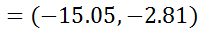 = (−15.05, −2.81)